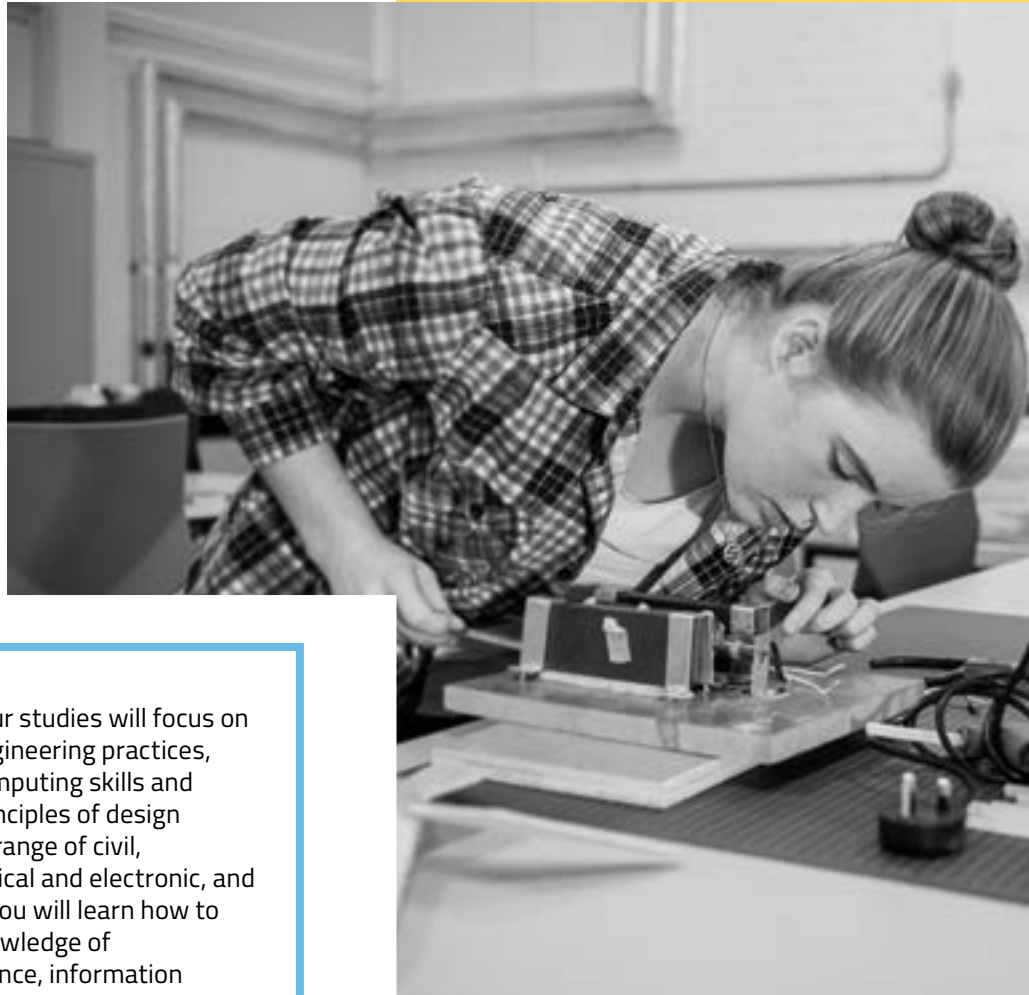 ur studies will focus on
gineering practices,
mputing skills and
nciples of design
range of civil,
ical and electronic, and
ou will learn how to
wledge of
nce, information